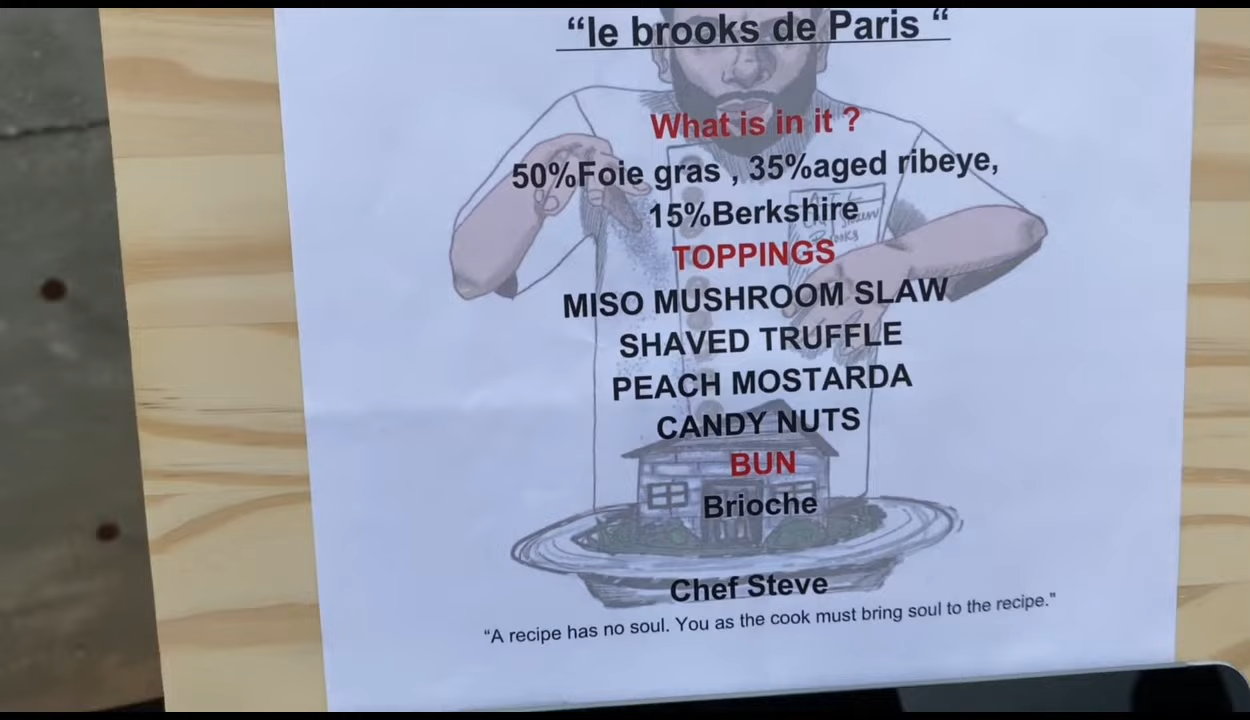 “le brooks de Paris “
What is in it ?
50%Foie gras , 35%aged ribeye,
15%Berkshire
TOPPINGS
MISO MUSHROOM SLAW
SHAVED TRUFFLE
PEACH MOSTARDA
CANDY NUTS
BUN
Brioche
Chef Steve
“A recipe has no soul. You as the cook must bring soul to the recipe."